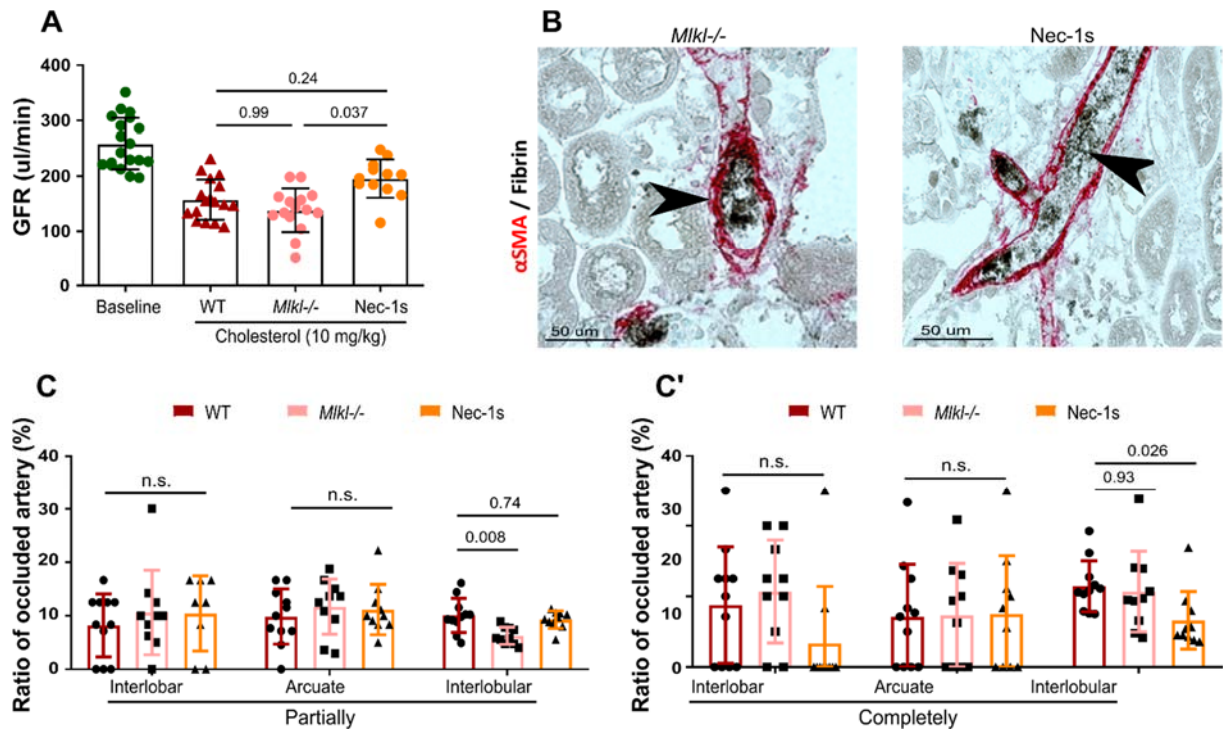 A
GFR (ul/min)
400
300
200
100
0
0.24
0.99
0.037
Baseline
WT
Mlkl-/-
Nec-1s
Cholesterol (10 mg/kg)
B
Mlkl-/-
Nec-1s
αSMA / Fibrin
50 um
50 um
C
WT
Mlkl-/-
Nec-1s
Ratio of occluded artery (%)
40
30
20
10
0
n.s.
n.s.
0.74
0.008
Interlobar
Arcuate
Interlobular
Partially
C'
WT
Mlkl-/-
Nec-1s
Ratio of occluded artery (%)
40
30
20
10
0
n.s.
n.s.
0.026
0.93
Interlobar
Arcuate
Interlobular
Completely